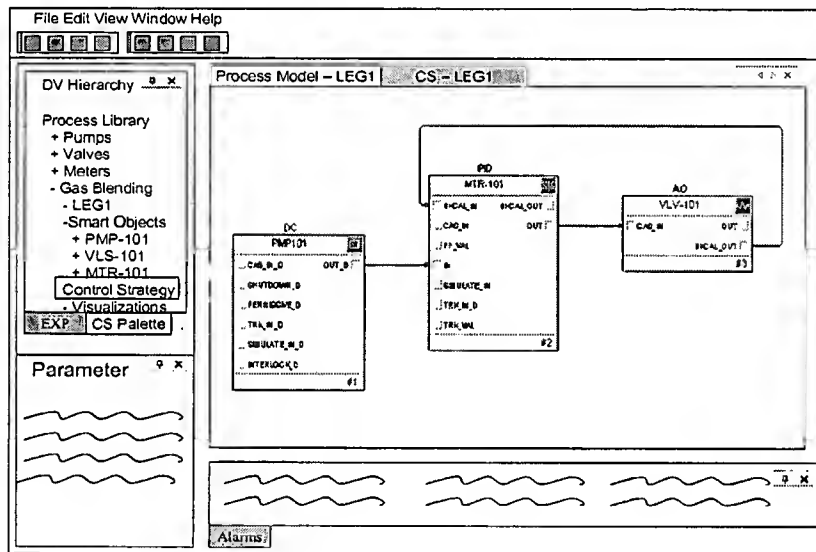 File Edit View Window Help
DV Hierarchy
Process Library
+ Pumps
+ Valves
+ Meters
- Gas Blending
- LEG1
-Smart Objects
+ PMP-101
+ VLS-101
+ MTR-101
Control Strategy
- Visualizations
EXP CS Palette
Parameter
Process Model – LEG1 CS – LEG1
DC
PMP101
CAS_IN_D OUT_D
SHUTDOWN_D
PERMISSIVE_D
TRK_IN_D
SIMULATE_IN_D
INTERLOCK_D
#1
PID
MTR-101
BKCAL_IN BKCAL_OUT
CAS_IN OUT
FF_VAL
IN
SIMULATE_IN
TRK_IN_D
TRK_VAL
#2
AO
VLV-101
CAS_IN OUT
BKCAL_OUT
#3
Alarms